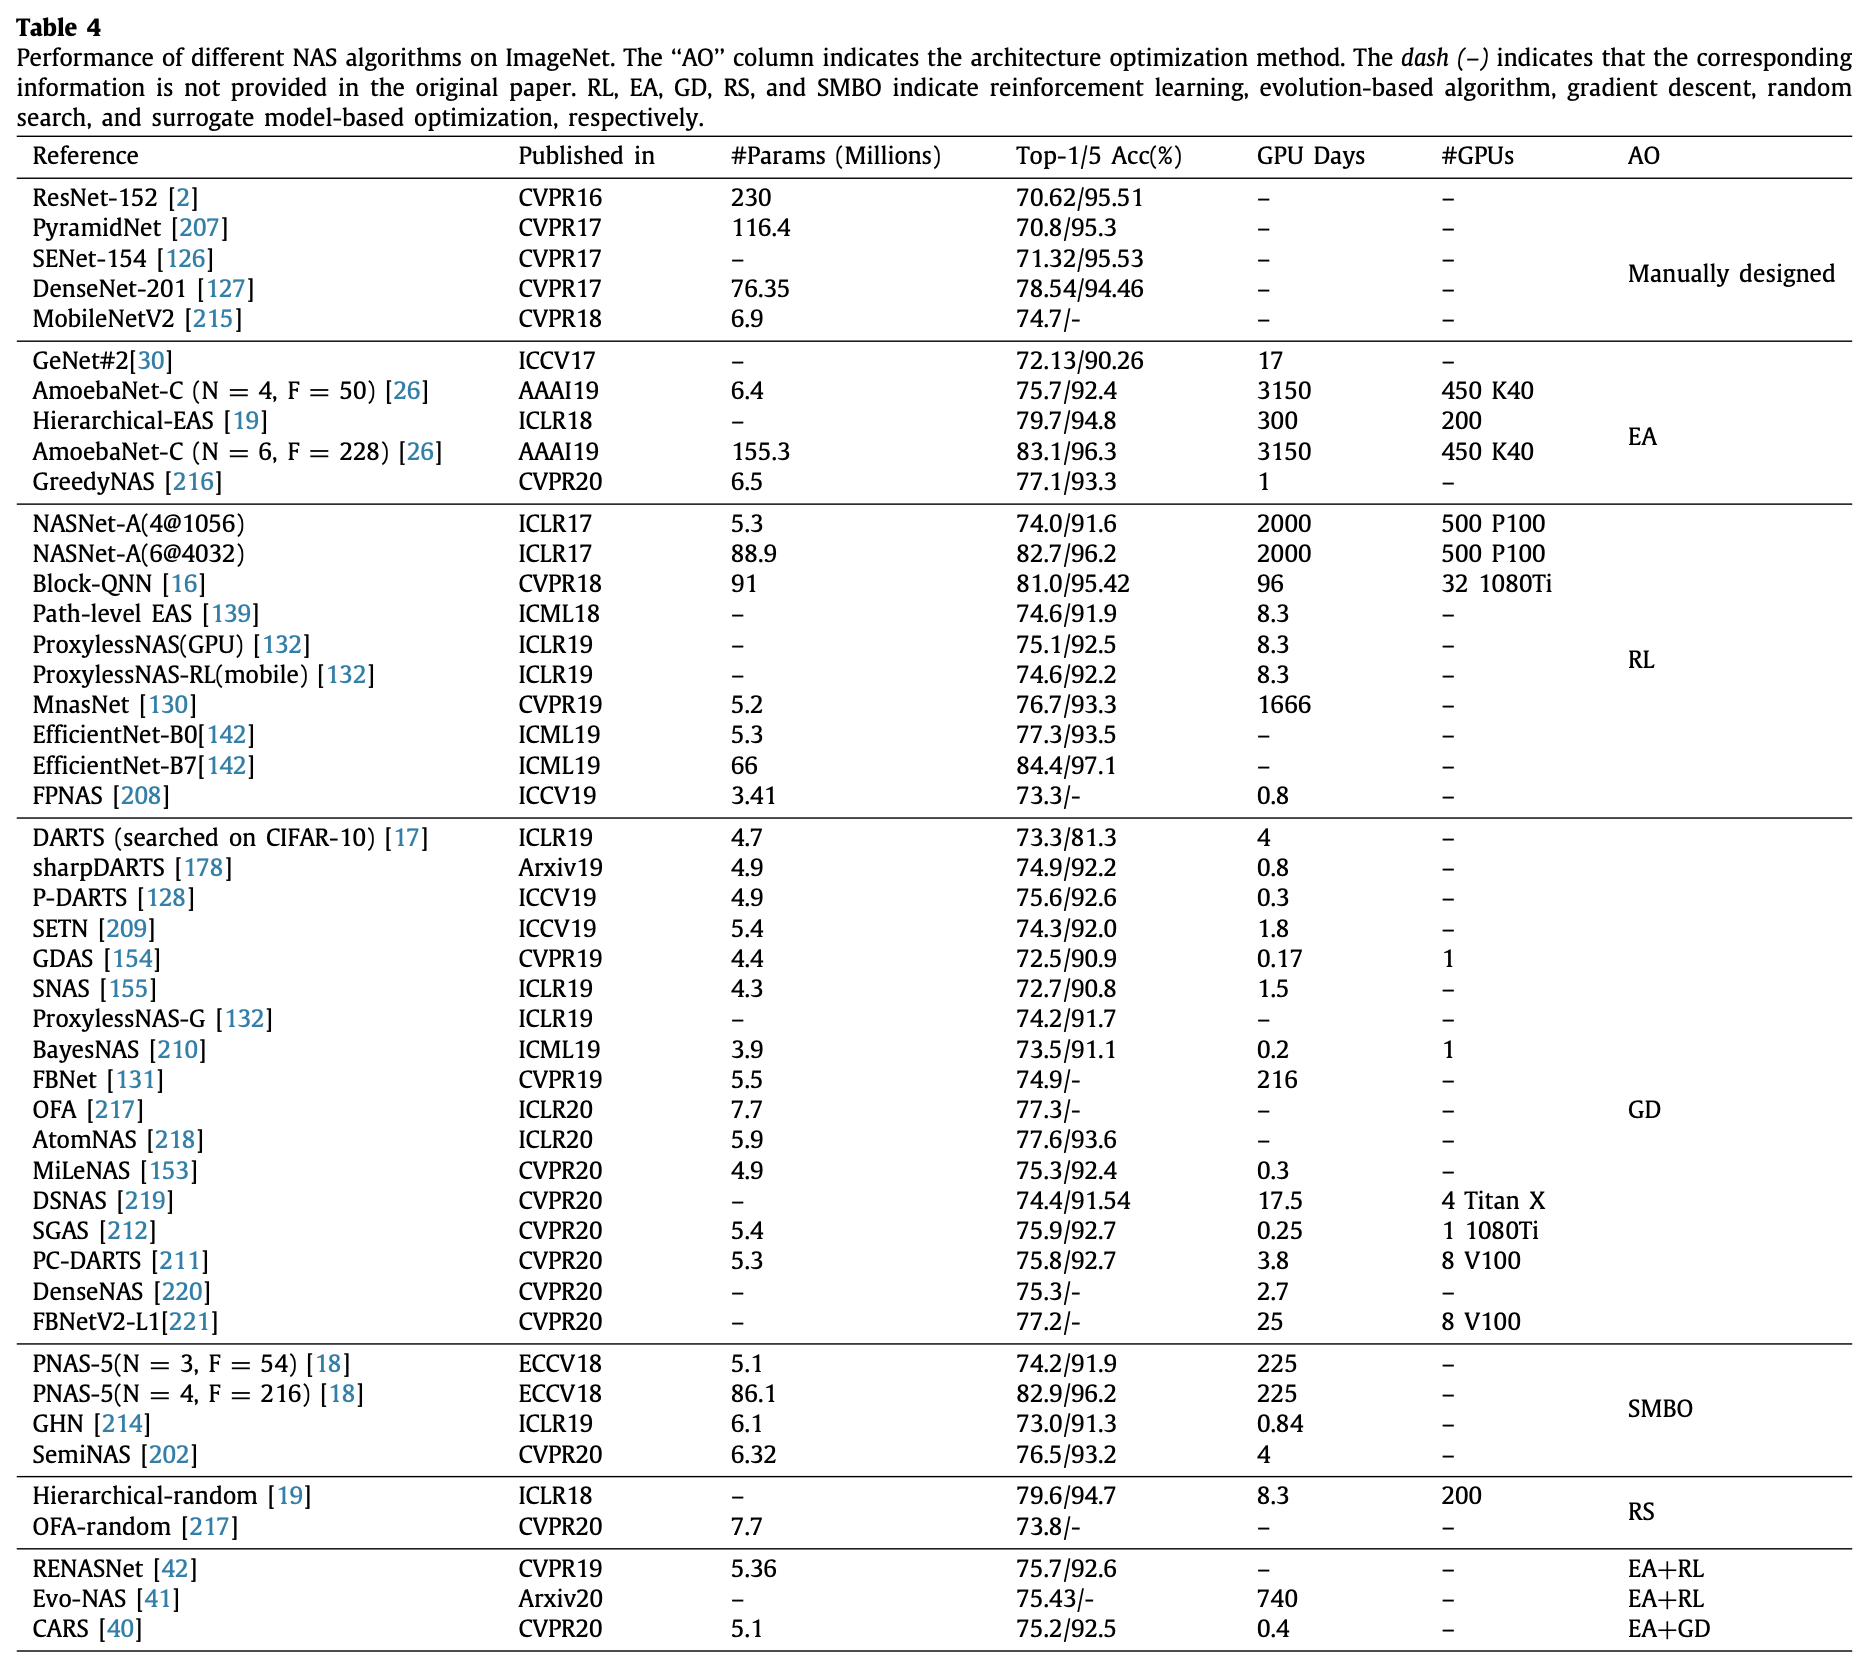 Table 4
Performance of different NAS algorithms on ImageNet. The “AO” column indicates the architecture optimization method. The dash (–) indicates that the corresponding
information is not provided in the original paper. RL, EA, GD, RS, and SMBO indicate reinforcement learning, evolution-based algorithm, gradient descent, random
search, and surrogate model-based optimization, respectively.
Reference Published in #Params (Millions) Top-1/5 Acc(%) GPU Days #GPUs AO
ResNet-152 [2] CVPR16 230 70.62/95.51 – –
PyramidNet [207] CVPR17 116.4 70.8/95.3 – –
SENet-154 [126] CVPR17 – 71.32/95.53 – –
Manually designed
DenseNet-201 [127] CVPR17 76.35 78.54/94.46 – –
MobileNetV2 [215] CVPR18 6.9 74.7/- – –
GeNet#2[30] ICCV17 – 72.13/90.26 17 –
AmoebaNet-C (N = 4, F = 50) [26] AAAI19 6.4 75.7/92.4 3150 450 K40
Hierarchical-EAS [19] ICLR18 – 79.7/94.8 300 200
EA
AmoebaNet-C (N = 6, F = 228) [26] AAAI19 155.3 83.1/96.3 3150 450 K40
GreedyNAS [216] CVPR20 6.5 77.1/93.3 1 –
NASNet-A(4@1056) ICLR17 5.3 74.0/91.6 2000 500 P100
NASNet-A(6@4032) ICLR17 88.9 82.7/96.2 2000 500 P100
Block-QNN [16] CVPR18 91 81.0/95.42 96 32 1080Ti
Path-level EAS [139] ICML18 – 74.6/91.9 8.3 –
ProxylessNAS(GPU) [132] ICLR19 – 75.1/92.5 8.3 –
RL
ProxylessNAS-RL(mobile) [132] ICLR19 – 74.6/92.2 8.3 –
MnasNet [130] CVPR19 5.2 76.7/93.3 1666 –
EfficientNet-B0[142] ICML19 5.3 77.3/93.5 – –
EfficientNet-B7[142] ICML19 66 84.4/97.1 – –
FPNAS [208] ICCV19 3.41 73.3/- 0.8 –
DARTS (searched on CIFAR-10) [17] ICLR19 4.7 73.3/81.3 4 –
sharpDARTS [178] Arxiv19 4.9 74.9/92.2 0.8 –
P-DARTS [128] ICCV19 4.9 75.6/92.6 0.3 –
SETN [209] ICCV19 5.4 74.3/92.0 1.8 –
GDAS [154] CVPR19 4.4 72.5/90.9 0.17 1
SNAS [155] ICLR19 4.3 72.7/90.8 1.5 –
ProxylessNAS-G [132] ICLR19 – 74.2/91.7 – –
BayesNAS [210] ICML19 3.9 73.5/91.1 0.2 1
FBNet [131] CVPR19 5.5 74.9/- 216 –
OFA [217] ICLR20 7.7 77.3/- – – GD
AtomNAS [218] ICLR20 5.9 77.6/93.6 – –
MiLeNAS [153] CVPR20 4.9 75.3/92.4 0.3 –
DSNAS [219] CVPR20 – 74.4/91.54 17.5 4 Titan X
SGAS [212] CVPR20 5.4 75.9/92.7 0.25 1 1080Ti
PC-DARTS [211] CVPR20 5.3 75.8/92.7 3.8 8 V100
DenseNAS [220] CVPR20 – 75.3/- 2.7 –
FBNetV2-L1[221] CVPR20 – 77.2/- 25 8 V100
PNAS-5(N = 3, F = 54) [18] ECCV18 5.1 74.2/91.9 225 –
PNAS-5(N = 4, F = 216) [18] ECCV18 86.1 82.9/96.2 225 –
SMBO
GHN [214] ICLR19 6.1 73.0/91.3 0.84 –
SemiNAS [202] CVPR20 6.32 76.5/93.2 4 –
Hierarchical-random [19] ICLR18 – 79.6/94.7 8.3 200
RS
OFA-random [217] CVPR20 7.7 73.8/- – –
RENASNet [42] CVPR19 5.36 75.7/92.6 – – EA+RL
Evo-NAS [41] Arxiv20 – 75.43/- 740 – EA+RL
CARS [40] CVPR20 5.1 75.2/92.5 0.4 – EA+GD